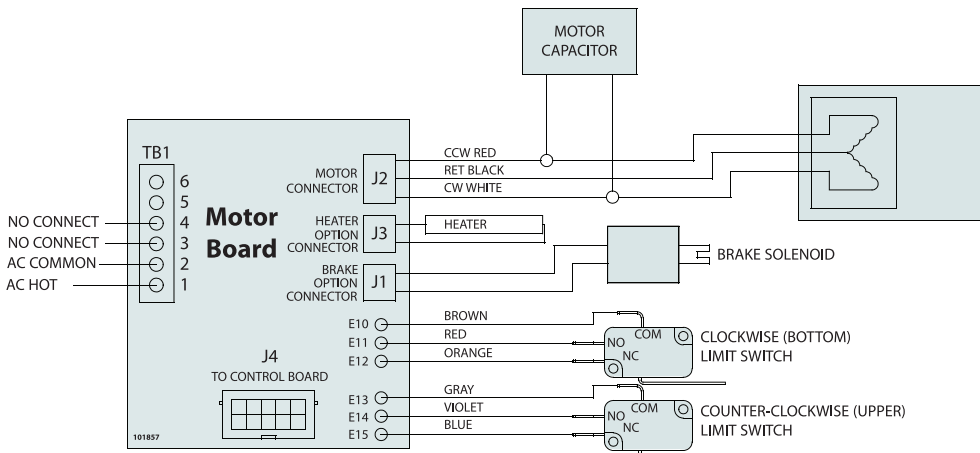 MOTOR
CAPACITOR
TB1
6
5
4
3
2
1
NO CONNECT
NO CONNECT
AC COMMON
AC HOT
Motor
Board
MOTOR
CONNECTOR
J2
HEATER
OPTION
CONNECTOR
J3
BRAKE
OPTION
CONNECTOR
J1
CCW RED
RET BLACK
CW WHITE
HEATER
BRAKE SOLENOID
E10
E11
E12
BROWN
RED
ORANGE
COM
NO
NC
CLOCKWISE (BOTTOM)
LIMIT SWITCH
J4
TO CONTROL BOARD
E13
E14
E15
GRAY
VIOLET
BLUE
COM
NO
NC
COUNTER-CLOCKWISE (UPPER)
LIMIT SWITCH
101857